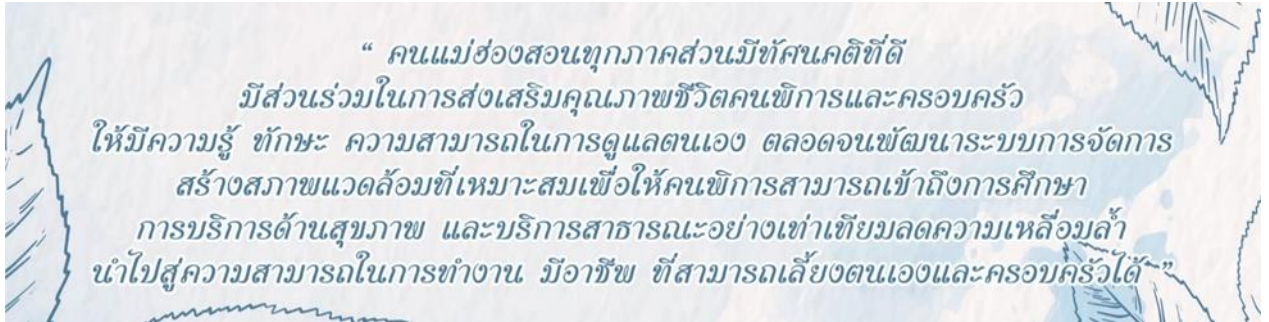 “ คนแม่ฮ่องสอนทุกภาคส่วนมีทัศนคติที่ดี
มีส่วนร่วมในการส่งเสริมคุณภาพชีวิตคนพิการและครอบครัว
ให้มีความรู้ ทักษะ ความสามารถในการดูแลตนเอง ตลอดจนพัฒนาระบบการจัดการ
สร้างสภาพแวดล้อมที่เหมาะสมเพื่อให้คนพิการสามารถเข้าถึงการศึกษา
การบริการด้านสุขภาพ และบริการสาธารณะอย่างเท่าเทียมลดความเหลื่อมล้ำ
นำไปสู่ความสามารถในการทำงาน มีอาชีพ ที่สามารถเลี้ยงตนเองและครอบครัวได้ ”